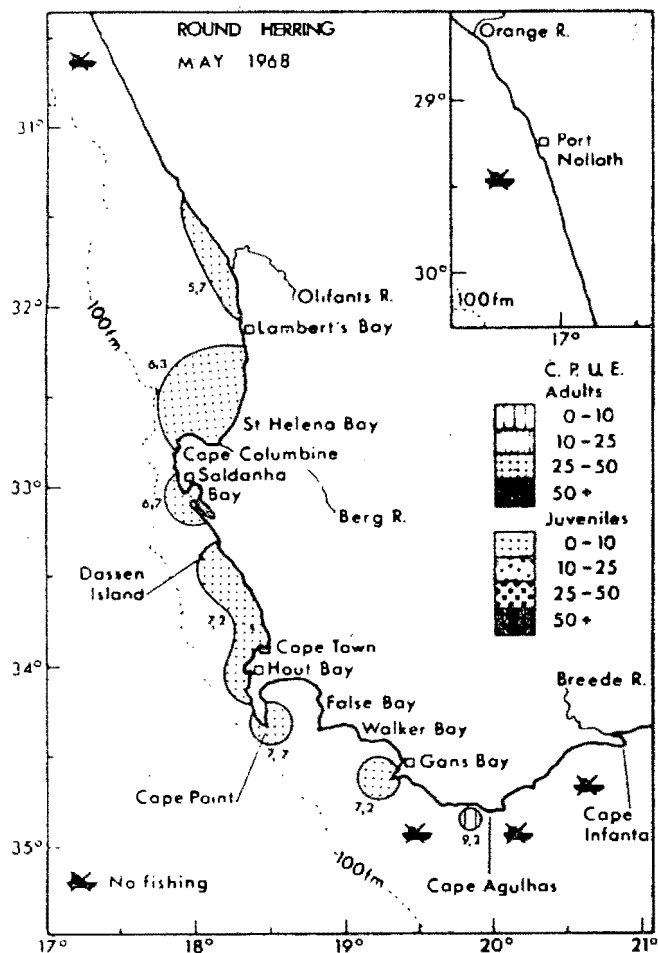 ROUND HERRING
MAY 1968
31°
32°
33°
34°
35°
17°
18°
19°
20°
21°
Orange R.
29°
Port
Nolloth
30°
100fm
17°
100fm
5,7
Olifants R.
Lambert's Bay
6,3
St Helena Bay
Cape Columbine
Saldanha
Bay
6,7
Berg R.
Dassen
Island
7,2
Cape Town
Hout Bay
False Bay
Walker Bay
Gans Bay
Breede R.
7,7
Cape Point
7,2
9,2
Cape
Infanta
Cape Agulhas
100fm
No fishing
C. P. U. E.
Adults
0-10
10-25
25-50
50+
Juveniles
0-10
10-25
25-50
50+